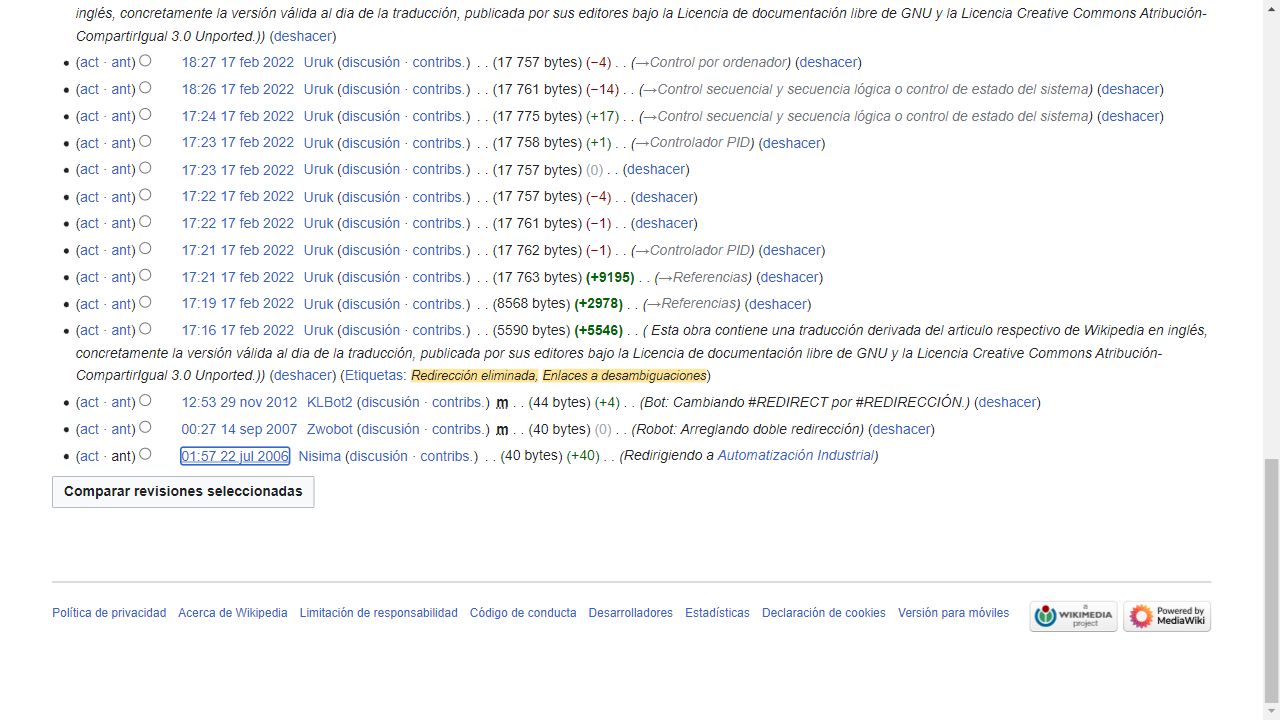 inglés, concretamente la versión válida al dia de la traducción, publicada por sus editores bajo la Licencia de documentación libre de GNU y la Licencia Creative Commons Atribución-
CompartirIgual 3.0 Unported.)) (deshacer)
(act · ant) 18:27 17 feb 2022 Uruk (discusión · contribs.) . . (17 757 bytes) (−4) . . (→Control por ordenador) (deshacer)
(act · ant) 18:26 17 feb 2022 Uruk (discusión · contribs.) . . (17 761 bytes) (−14) . . (→Control secuencial y secuencia lógica o control de estado del sistema) (deshacer)
(act · ant) 17:24 17 feb 2022 Uruk (discusión · contribs.) . . (17 775 bytes) (+17) . . (→Control secuencial y secuencia lógica o control de estado del sistema) (deshacer)
(act · ant) 17:23 17 feb 2022 Uruk (discusión · contribs.) . . (17 758 bytes) (+1) . . (→Controlador PID) (deshacer)
(act · ant) 17:23 17 feb 2022 Uruk (discusión · contribs.) . . (17 757 bytes) (0) . . (deshacer)
(act · ant) 17:22 17 feb 2022 Uruk (discusión · contribs.) . . (17 757 bytes) (−4) . . (deshacer)
(act · ant) 17:22 17 feb 2022 Uruk (discusión · contribs.) . . (17 761 bytes) (−1) . . (deshacer)
(act · ant) 17:21 17 feb 2022 Uruk (discusión · contribs.) . . (17 762 bytes) (−1) . . (→Controlador PID) (deshacer)
(act · ant) 17:21 17 feb 2022 Uruk (discusión · contribs.) . . (17 763 bytes) (+9195) . . (→Referencias) (deshacer)
(act · ant) 17:19 17 feb 2022 Uruk (discusión · contribs.) . . (8568 bytes) (+2978) . . (→Referencias) (deshacer)
(act · ant) 17:16 17 feb 2022 Uruk (discusión · contribs.) . . (5590 bytes) (+5546) . . ( Esta obra contiene una traducción derivada del articulo respectivo de Wikipedia en inglés,
concretamente la versión válida al dia de la traducción, publicada por sus editores bajo la Licencia de documentación libre de GNU y la Licencia Creative Commons Atribución-
CompartirIgual 3.0 Unported.)) (deshacer) (Etiquetas: Redirección eliminada, Enlaces a desambiguaciones)
(act · ant) 12:53 29 nov 2012 KLBot2 (discusión · contribs.) m . . (44 bytes) (+4) . . (Bot: Cambiando #REDIRECT por #REDIRECCIÓN.) (deshacer)
(act · ant) 00:27 14 sep 2007 Zwobot (discusión · contribs.) m . . (40 bytes) (0) . . (Robot: Arreglando doble redirección) (deshacer)
(act · ant) 01:57 22 jul 2006 Nisima (discusión · contribs.) . . (40 bytes) (+40) . . (Redirigiendo a Automatización Industrial)
Comparar revisiones seleccionadas
Política de privacidad Acerca de Wikipedia Limitación de responsabilidad Código de conducta Desarrolladores Estadísticas Declaración de cookies Versión para móviles
a WIKIMEDIA project
Powered by MediaWiki